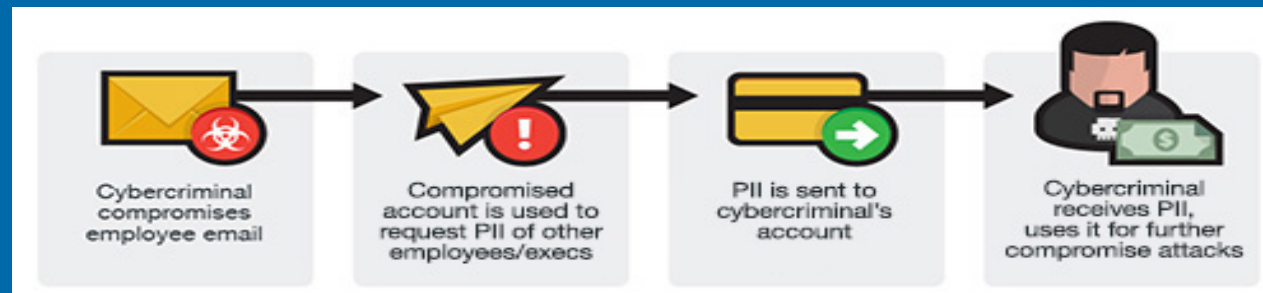 Cybercriminal
compromises
employee email
Compromised
account is used to
request PII of other
employees/execs
PII is sent to
cybercriminal's
account
Cybercriminal
receives PII,
uses it for further
compromise attacks